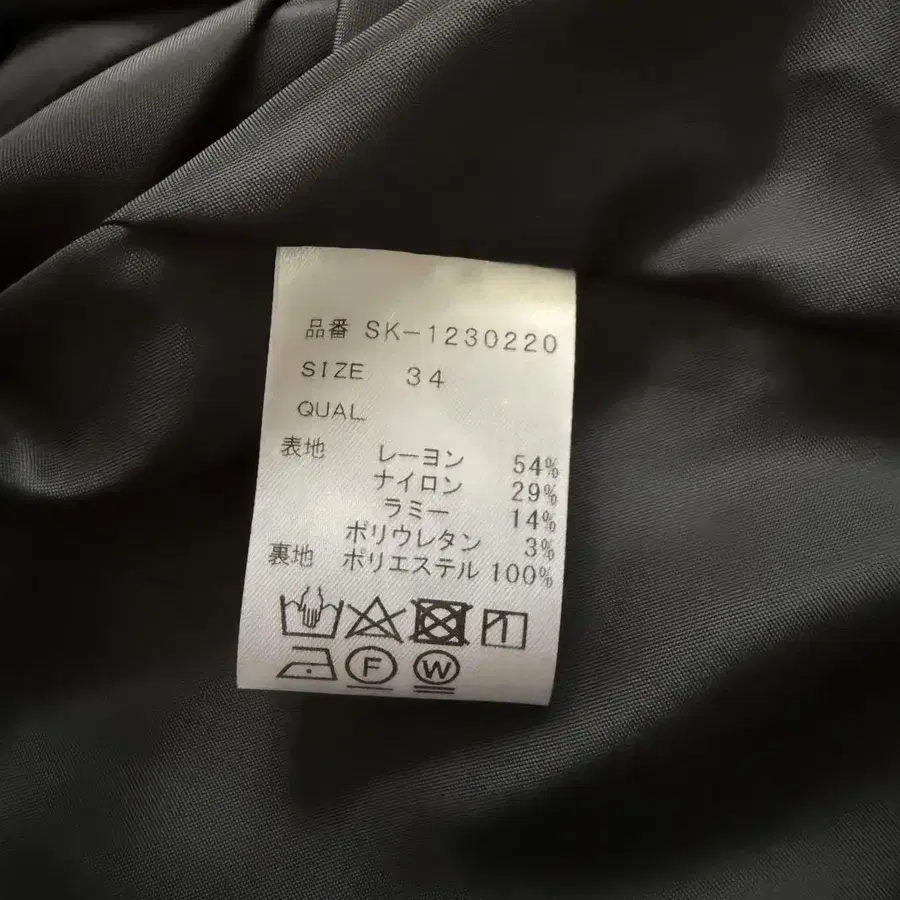 品番 SK-1230220
SIZE 34
QUAL
表地 レーヨン 54%
ナイロン 29%
ラミー 14%
ポリウレタン 3%
裏地 ポリエステル 100%
F W